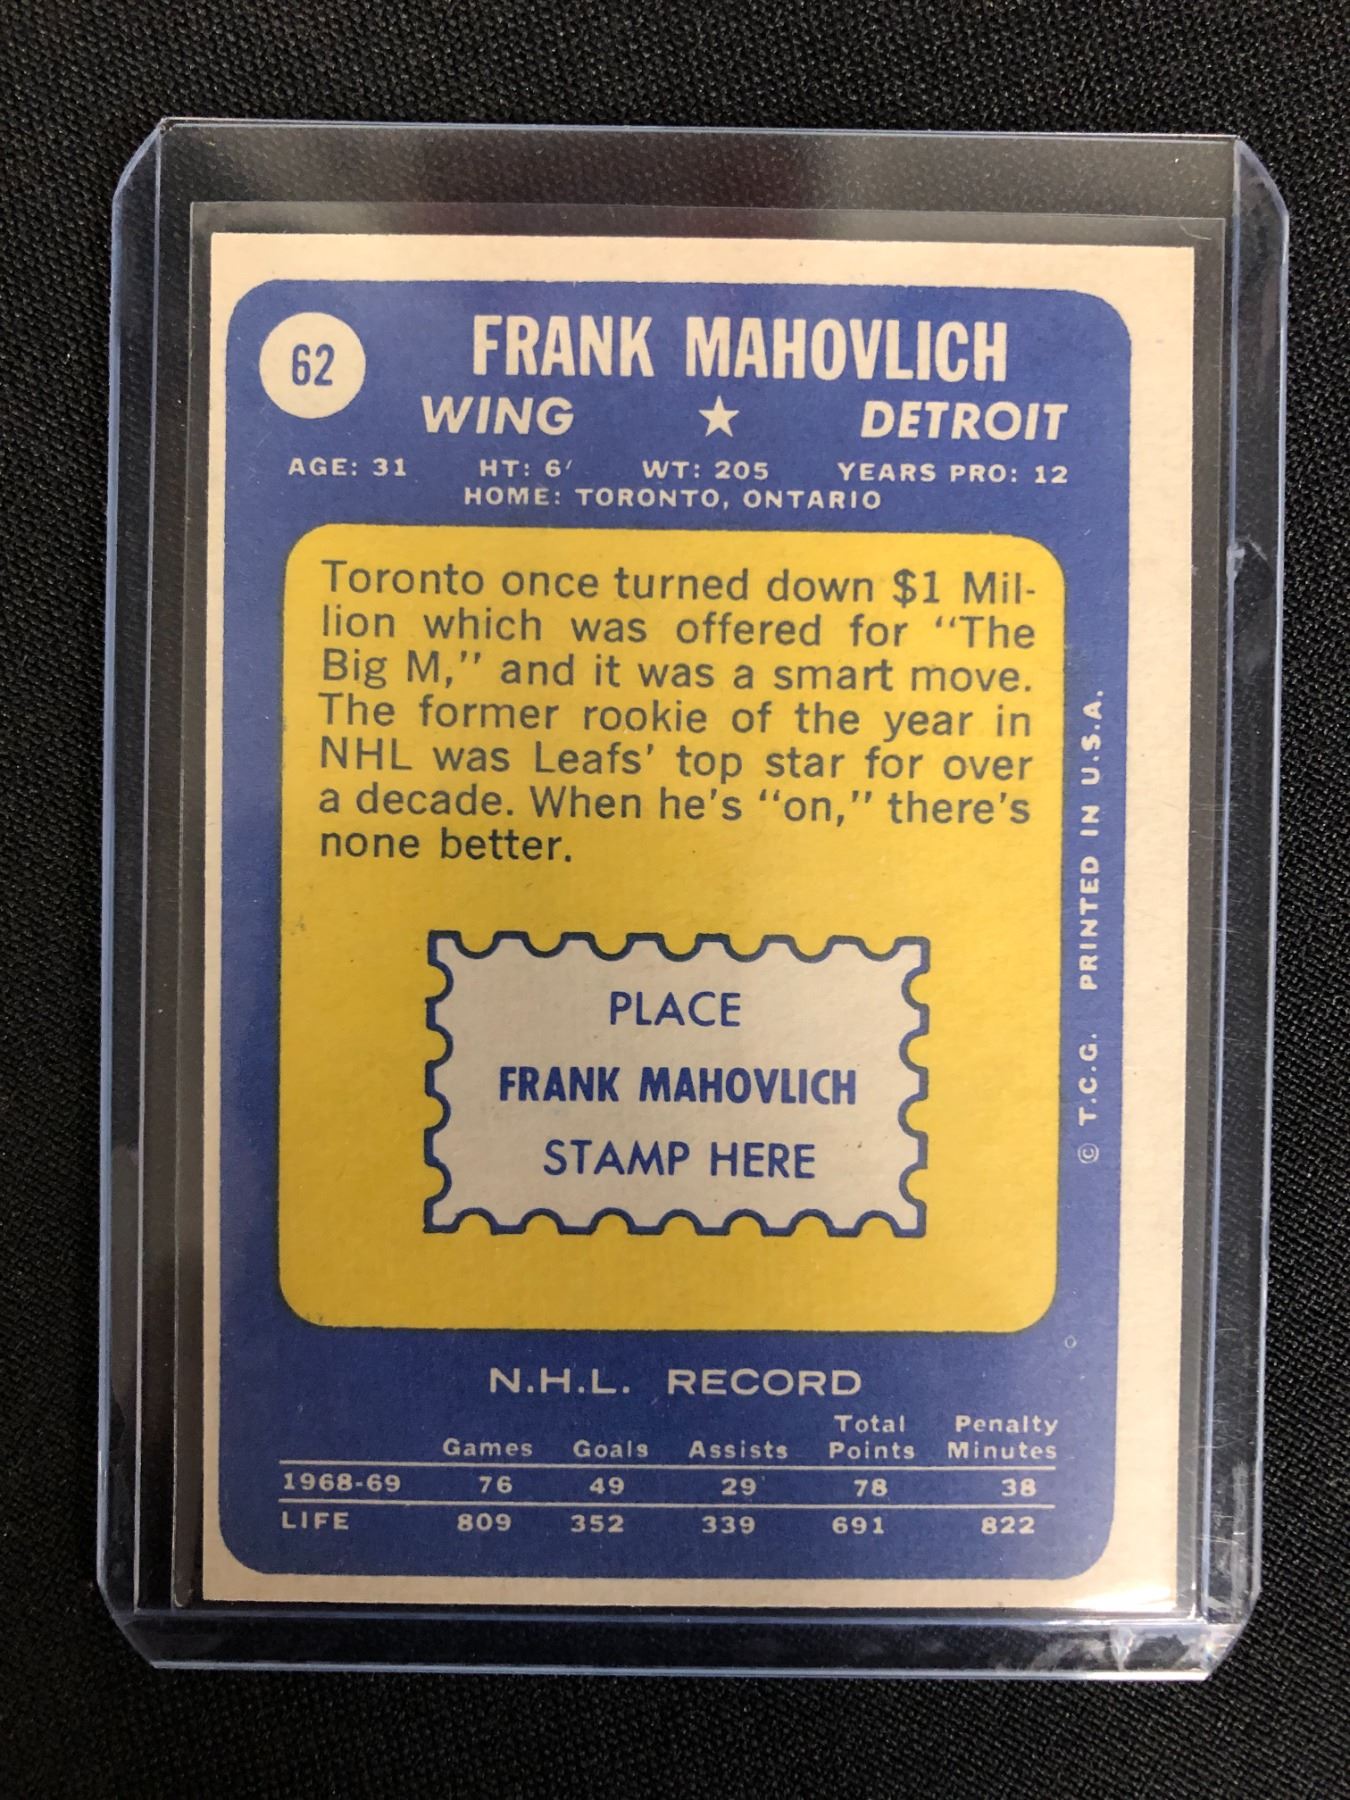 62
FRANK MAHOVLICH
WING ★ DETROIT
AGE: 31 HT: 6′ WT: 205 YEARS PRO: 12
HOME: TORONTO, ONTARIO
Toronto once turned down $1 Mil-
lion which was offered for “The
Big M,” and it was a smart move.
The former rookie of the year in
NHL was Leafs’ top star for over
a decade. When he’s “on,” there’s
none better.
PLACE
FRANK MAHOVLICH
STAMP HERE
© T.C.G. PRINTED IN U.S.A.
N.H.L. RECORD
Total Penalty
Games Goals Assists Points Minutes
1968-69 76 49 29 78 38
LIFE 809 352 339 691 822